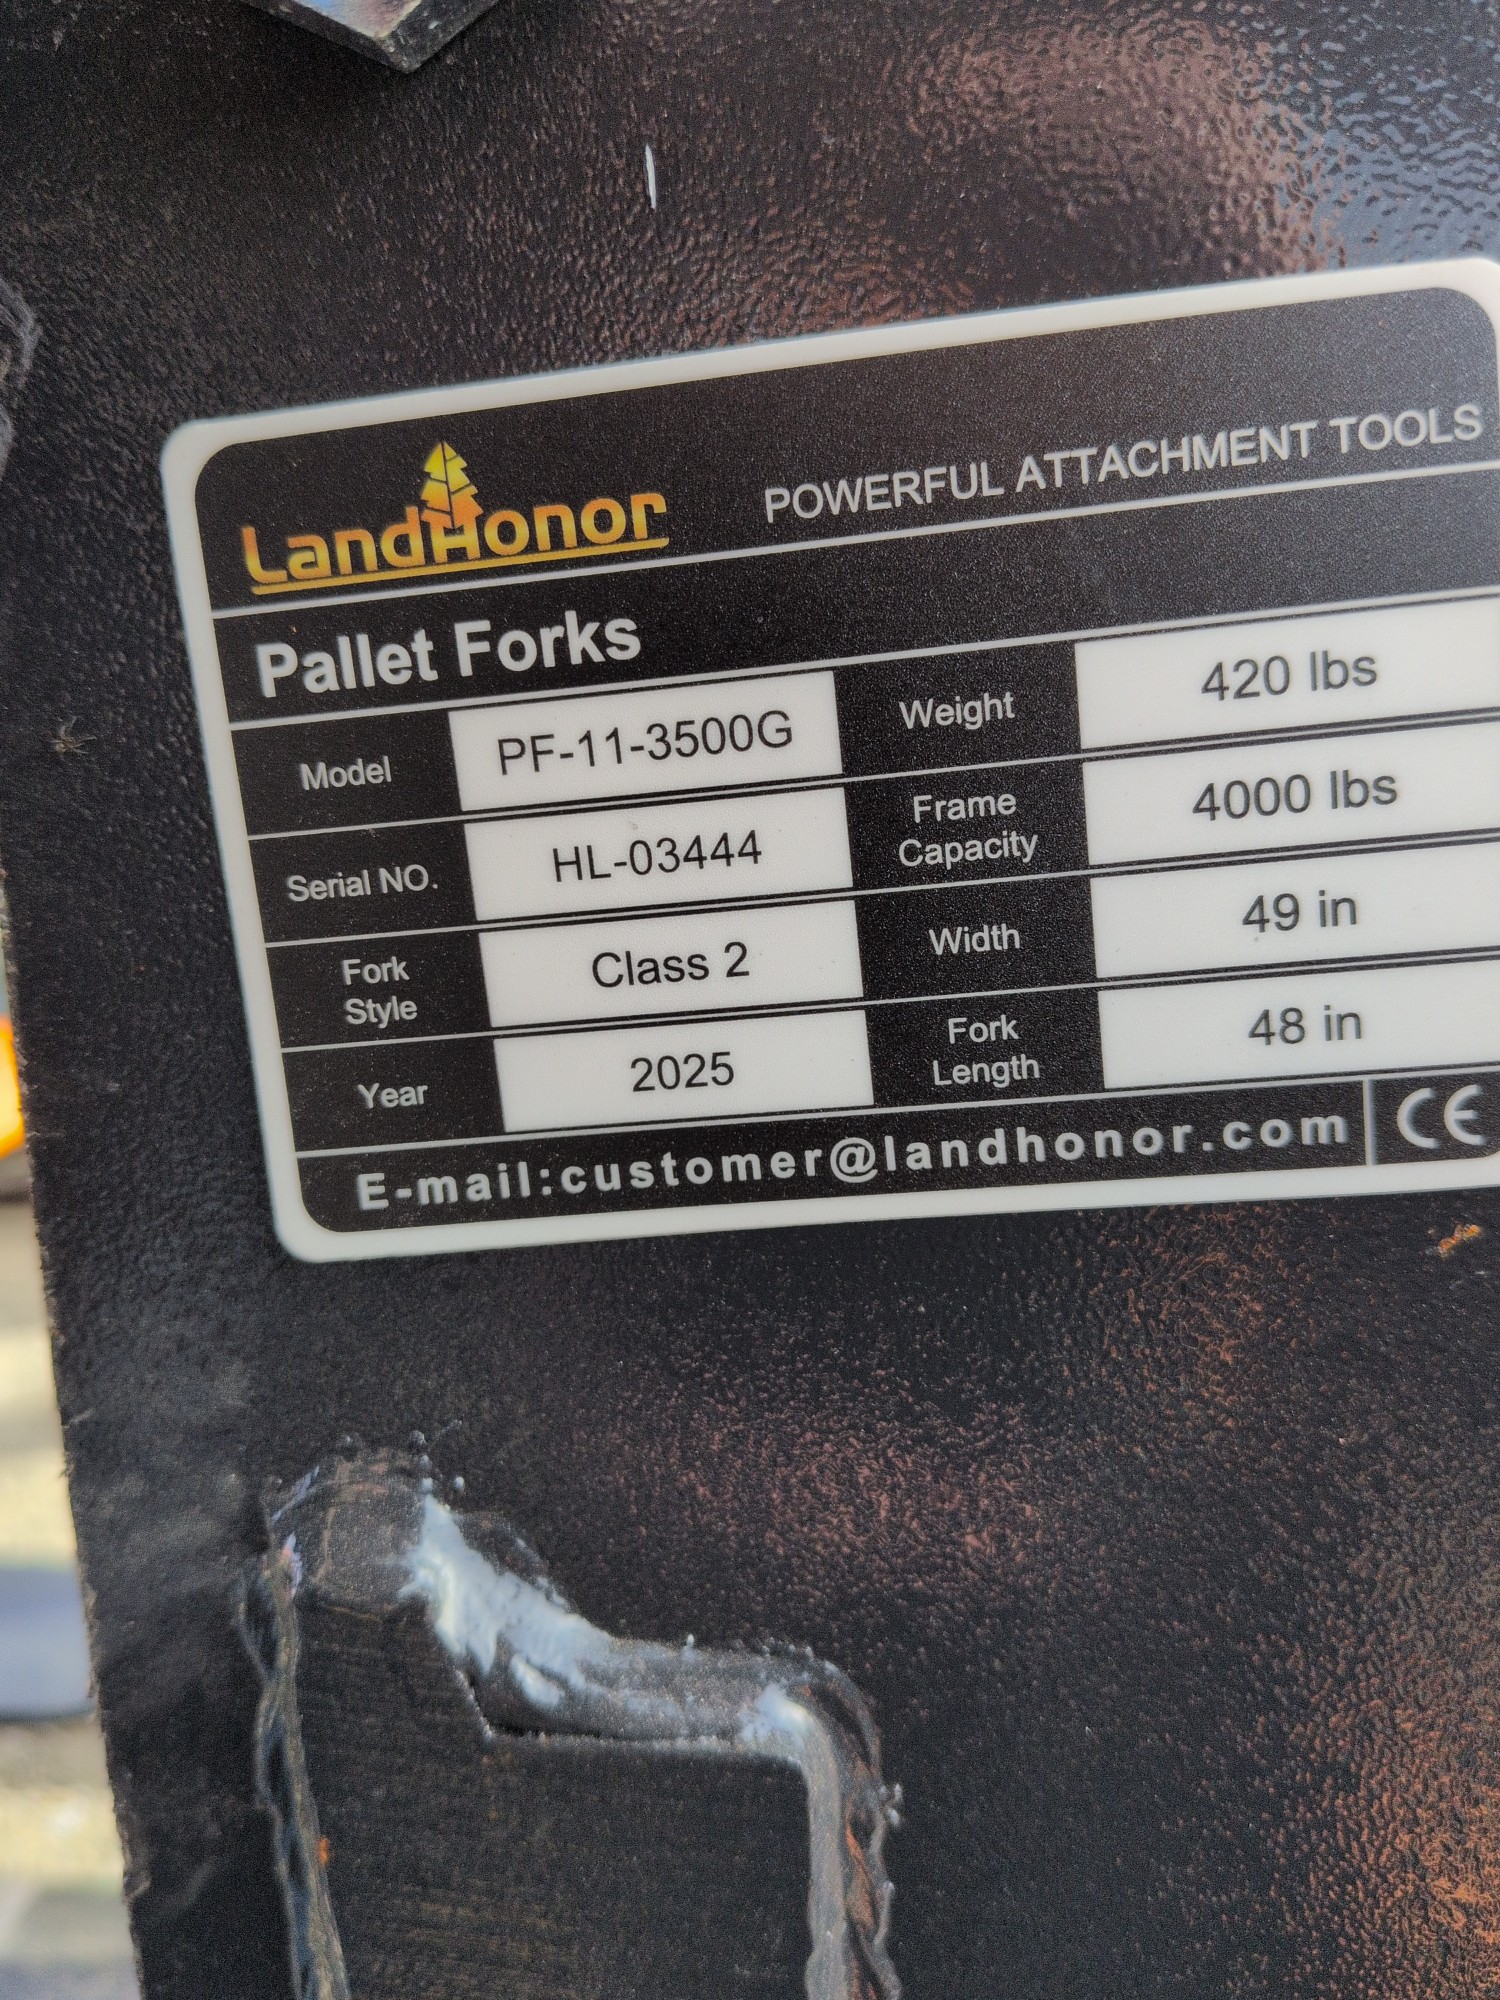 LandHonor POWERFUL ATTACHMENT TOOLS
Pallet Forks
Model PF-11-3500G Weight 420 lbs
Serial NO. HL-03444 Frame Capacity 4000 lbs
Fork Style Class 2 Width 49 in
Year 2025 Fork Length 48 in
E-mail:customer@landhonor.com CE